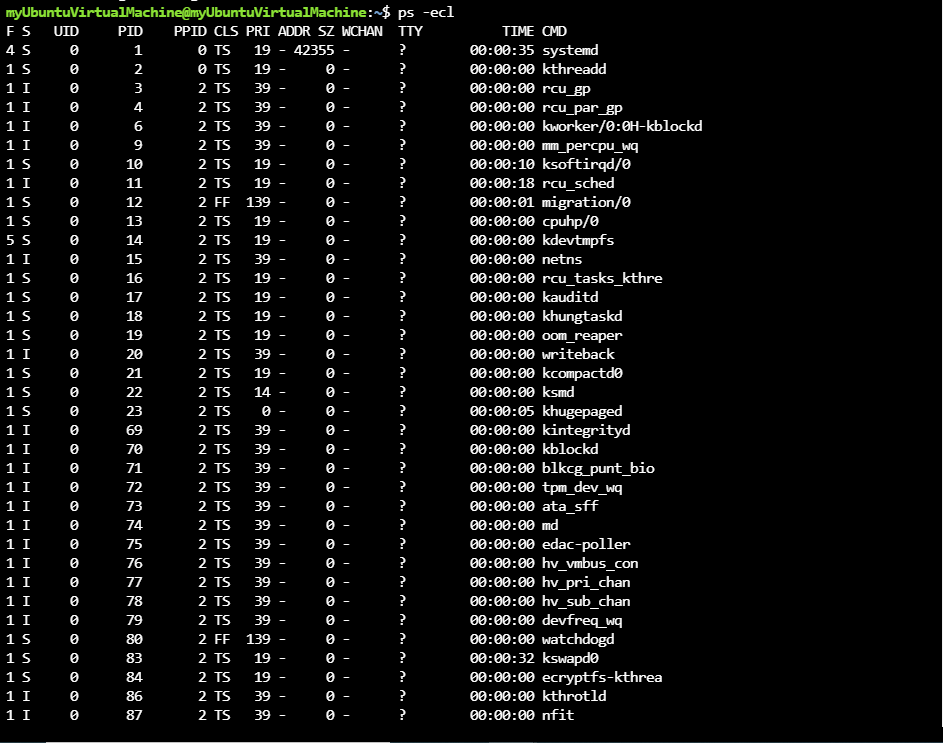 myUbuntuVirtualMachine@myUbuntuVirtualMachine:~$ ps -ecl
F S   UID     PID    PPID CLS PRI ADDR SZ WCHAN  TTY          TIME CMD
4 S     0       1       0 TS   19 - 42355 -      ?        00:00:35 systemd
1 S     0       2       0 TS   19 -     0 -      ?        00:00:00 kthreadd
1 I     0       3       2 TS   39 -     0 -      ?        00:00:00 rcu_gp
1 I     0       4       2 TS   39 -     0 -      ?        00:00:00 rcu_par_gp
1 I     0       6       2 TS   39 -     0 -      ?        00:00:00 kworker/0:0H-kblockd
1 I     0       9       2 TS   39 -     0 -      ?        00:00:00 mm_percpu_wq
1 S     0      10       2 TS   19 -     0 -      ?        00:00:10 ksoftirqd/0
1 I     0      11       2 TS   19 -     0 -      ?        00:00:18 rcu_sched
1 S     0      12       2 FF  139 -     0 -      ?        00:00:01 migration/0
1 S     0      13       2 TS   19 -     0 -      ?        00:00:00 cpuhp/0
5 S     0      14       2 TS   19 -     0 -      ?        00:00:00 kdevtmpfs
1 I     0      15       2 TS   39 -     0 -      ?        00:00:00 netns
1 S     0      16       2 TS   19 -     0 -      ?        00:00:00 rcu_tasks_kthre
1 S     0      17       2 TS   19 -     0 -      ?        00:00:00 kauditd
1 S     0      18       2 TS   19 -     0 -      ?        00:00:00 khungtaskd
1 S     0      19       2 TS   19 -     0 -      ?        00:00:00 oom_reaper
1 I     0      20       2 TS   39 -     0 -      ?        00:00:00 writeback
1 S     0      21       2 TS   19 -     0 -      ?        00:00:00 kcompactd0
1 S     0      22       2 TS   14 -     0 -      ?        00:00:00 ksmd
1 S     0      23       2 TS    0 -     0 -      ?        00:00:05 khugepaged
1 I     0      69       2 TS   39 -     0 -      ?        00:00:00 kintegrityd
1 I     0      70       2 TS   39 -     0 -      ?        00:00:00 kblockd
1 I     0      71       2 TS   39 -     0 -      ?        00:00:00 blkcg_punt_bio
1 I     0      72       2 TS   39 -     0 -      ?        00:00:00 tpm_dev_wq
1 I     0      73       2 TS   39 -     0 -      ?        00:00:00 ata_sff
1 I     0      74       2 TS   39 -     0 -      ?        00:00:00 md
1 I     0      75       2 TS   39 -     0 -      ?        00:00:00 edac-poller
1 I     0      76       2 TS   39 -     0 -      ?        00:00:00 hv_vmbus_con
1 I     0      77       2 TS   39 -     0 -      ?        00:00:00 hv_pri_chan
1 I     0      78       2 TS   39 -     0 -      ?        00:00:00 hv_sub_chan
1 I     0      79       2 TS   39 -     0 -      ?        00:00:00 devfreq_wq
1 S     0      80       2 FF  139 -     0 -      ?        00:00:00 watchdogd
1 S     0      83       2 TS   19 -     0 -      ?        00:00:32 kswapd0
1 S     0      84       2 TS   19 -     0 -      ?        00:00:00 ecryptfs-kthrea
1 I     0      86       2 TS   39 -     0 -      ?        00:00:00 kthrotld
1 I     0      87       2 TS   39 -     0 -      ?        00:00:00 nfit